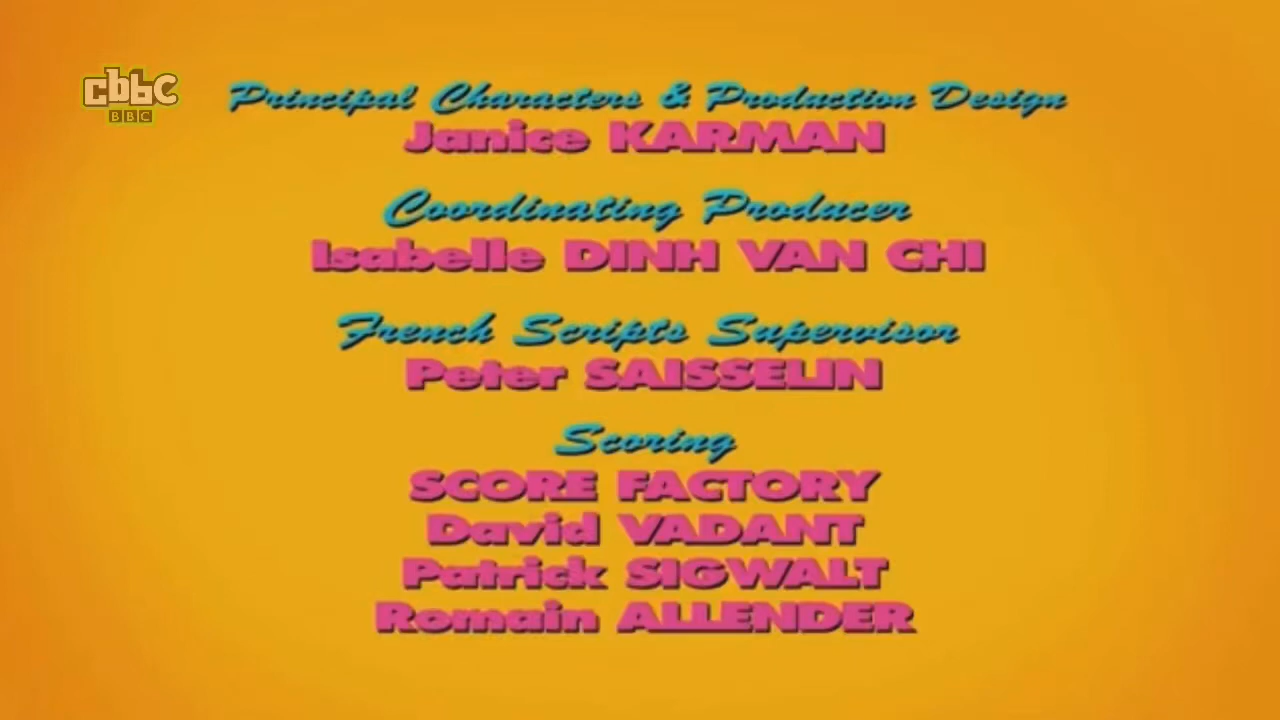 cbbc
BBC
Principal Characters & Production Design
Janice KARMAN
Coordinating Producer
Isabelle DINH VAN CHI
French Scripts Supervisor
Peter SAISSELIN
Scoring
SCORE FACTORY
David VADANT
Patrick SIGWALT
Romain ALLENDER